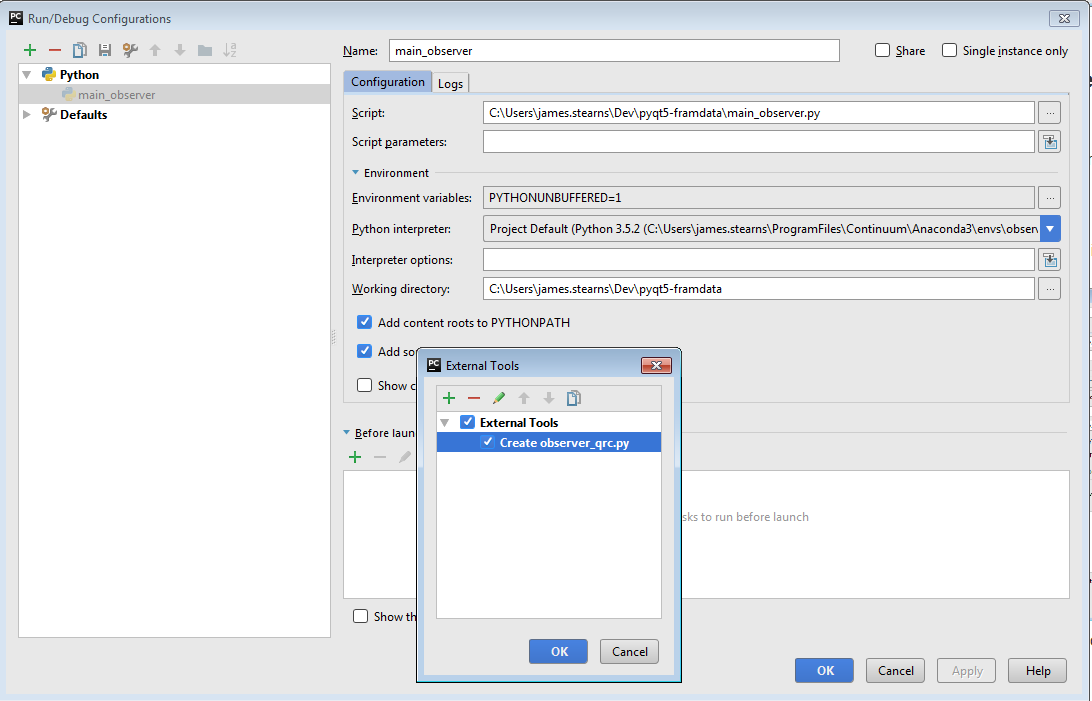 Run/Debug Configurations
Name: main_observer Share Single instance only
Python
main_observer
Defaults
Configuration Logs
Script: C:\Users\james.stearns\Dev\pyqt5-framdata\main_observer.py
Script parameters:
Environment
Environment variables: PYTHONUNBUFFERED=1
Python interpreter: Project Default (Python 3.5.2 (C:\Users\james.stearns\ProgramFiles\Continuum\Anaconda3\envs\obser
Interpreter options:
Working directory: C:\Users\james.stearns\Dev\pyqt5-framdata
Add content roots to PYTHONPATH
Add so
Show c
Before laun
sks to run before launch
Show th
External Tools
External Tools
Create observer_qrc.py
OK Cancel
OK Cancel Apply Help